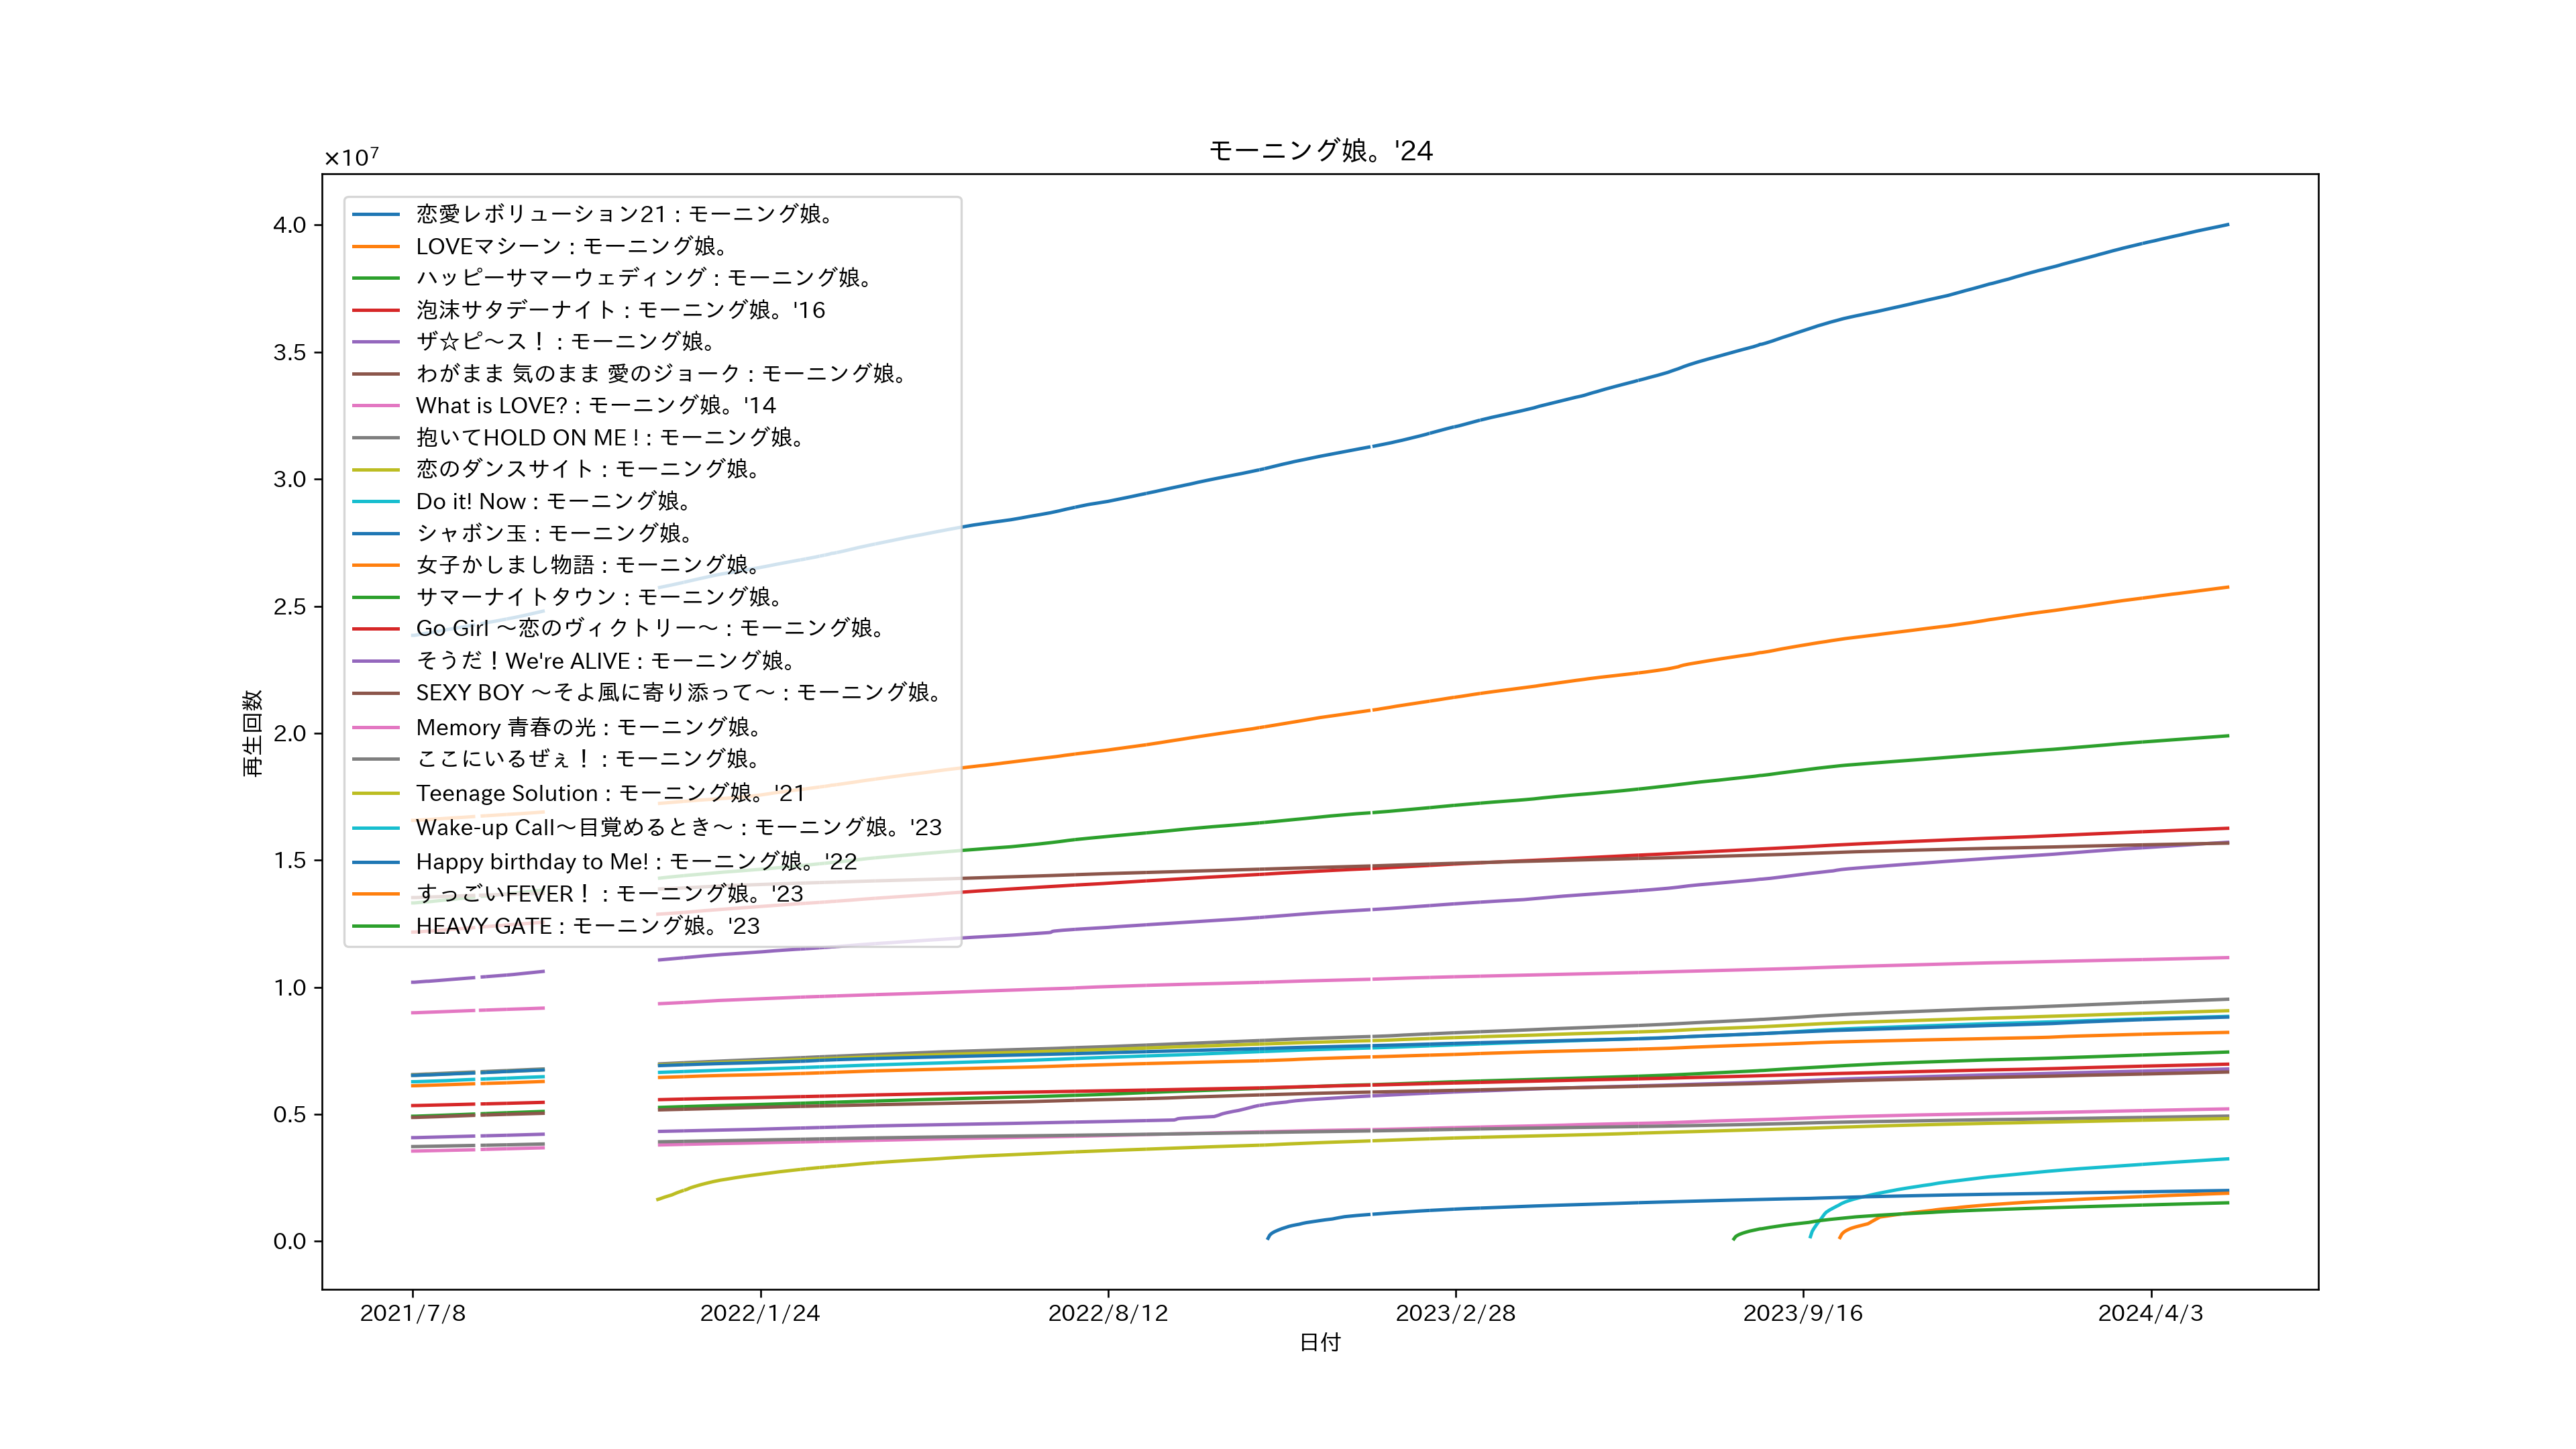 モーニング娘。'24
×10⁷
4.0
3.5
3.0
2.5
2.0
1.5
1.0
0.5
0.0
再生回数
恋愛レボリューション21 : モーニング娘。
LOVEマシーン : モーニング娘。
ハッピーサマーウェディング : モーニング娘。
泡沫サタデーナイト : モーニング娘。'16
ザ☆ピ～ス！ : モーニング娘。
わがまま 気のまま 愛のジョーク : モーニング娘。
What is LOVE? : モーニング娘。'14
抱いてHOLD ON ME ! : モーニング娘。
恋のダンスサイト : モーニング娘。
Do it! Now : モーニング娘。
シャボン玉 : モーニング娘。
女子かしまし物語 : モーニング娘。
サマーナイトタウン : モーニング娘。
Go Girl ～恋のヴィクトリー～ : モーニング娘。
そうだ！We're ALIVE : モーニング娘。
SEXY BOY ～そよ風に寄り添って～ : モーニング娘。
Memory 青春の光 : モーニング娘。
ここにいるぜぇ！ : モーニング娘。
Teenage Solution : モーニング娘。'21
Wake-up Call～目覚めるとき～ : モーニング娘。'23
Happy birthday to Me! : モーニング娘。'22
すっごいFEVER！ : モーニング娘。'23
HEAVY GATE : モーニング娘。'23
2021/7/8
2022/1/24
2022/8/12
2023/2/28
2023/9/16
2024/4/3
日付